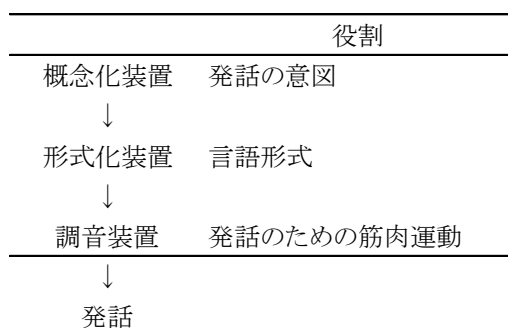 役割
概念化装置 発話の意図
↓
形式化装置 言語形式
↓
調音装置 発話のための筋肉運動
↓
発話